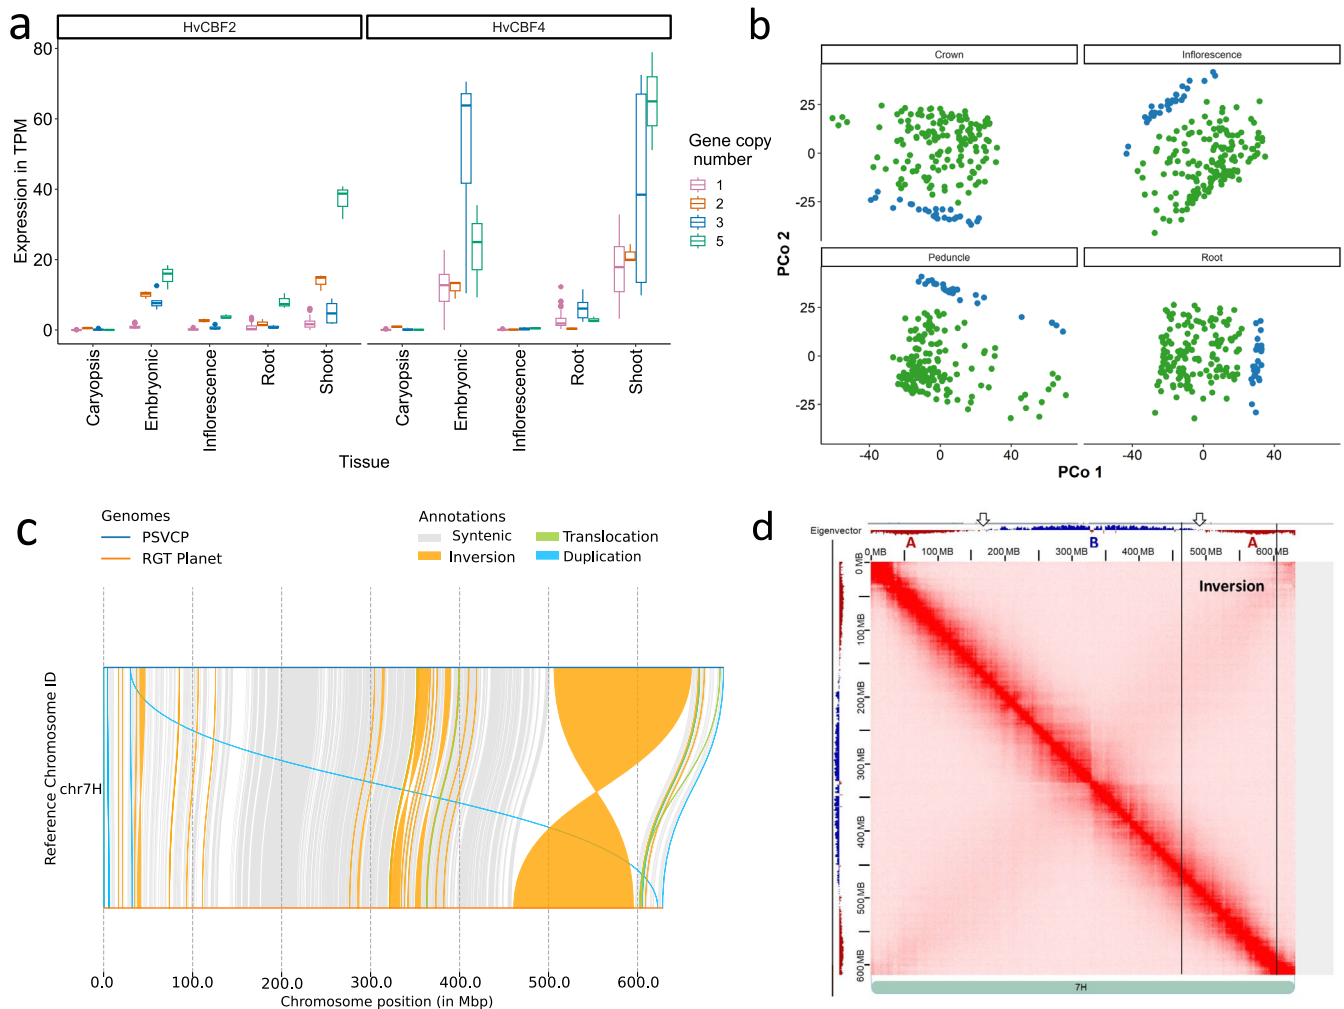 a
HvCBF2
HvCBF4
80
60
40
20
0
Expression in TPM
Caryopsis
Embryonic
Inflorescence
Root
Shoot
Caryopsis
Embryonic
Inflorescence
Root
Shoot
Tissue
Gene copy
number
1
2
3
5
b
Crown
Inflorescence
25
0
-25
Peduncle
Root
25
0
-25
PCo 2
-40
0
40
-40
0
40
PCo 1
c
Genomes
PSVCP
RGT Planet
Annotations
Syntenic
Inversion
Translocation
Duplication
Reference Chromosome ID
chr7H
0.0
100.0
200.0
300.0
400.0
500.0
600.0
Chromosome position (in Mbp)
d
Eigenvector
A
B
A
0 MB
100 MB
200 MB
300 MB
400 MB
500 MB
600 MB
Inversion
0 MB
100 MB
200 MB
300 MB
400 MB
500 MB
600 MB
7H